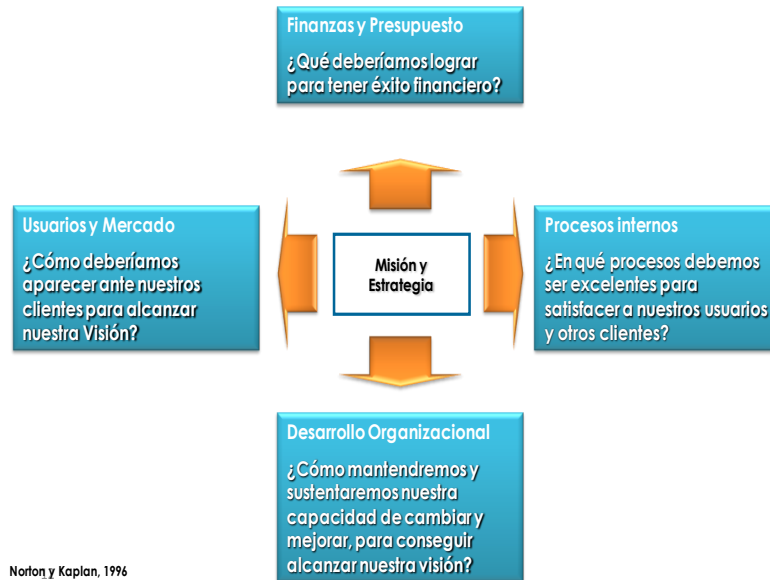 Finanzas y Presupuesto
¿Qué deberíamos lograr
para tener éxito financiero?
Usuarios y Mercado
¿Cómo deberíamos
aparecer ante nuestros
clientes para alcanzar
nuestra Visión?
Misión y
Estrategia
Procesos internos
¿En qué procesos debemos
ser excelentes para
satisfacer a nuestros usuarios
y otros clientes?
Desarrollo Organizacional
¿Cómo mantendremos y
sustentaremos nuestra
capacidad de cambiar y
mejorar, para conseguir
alcanzar nuestra visión?
Norton y Kaplan, 1996